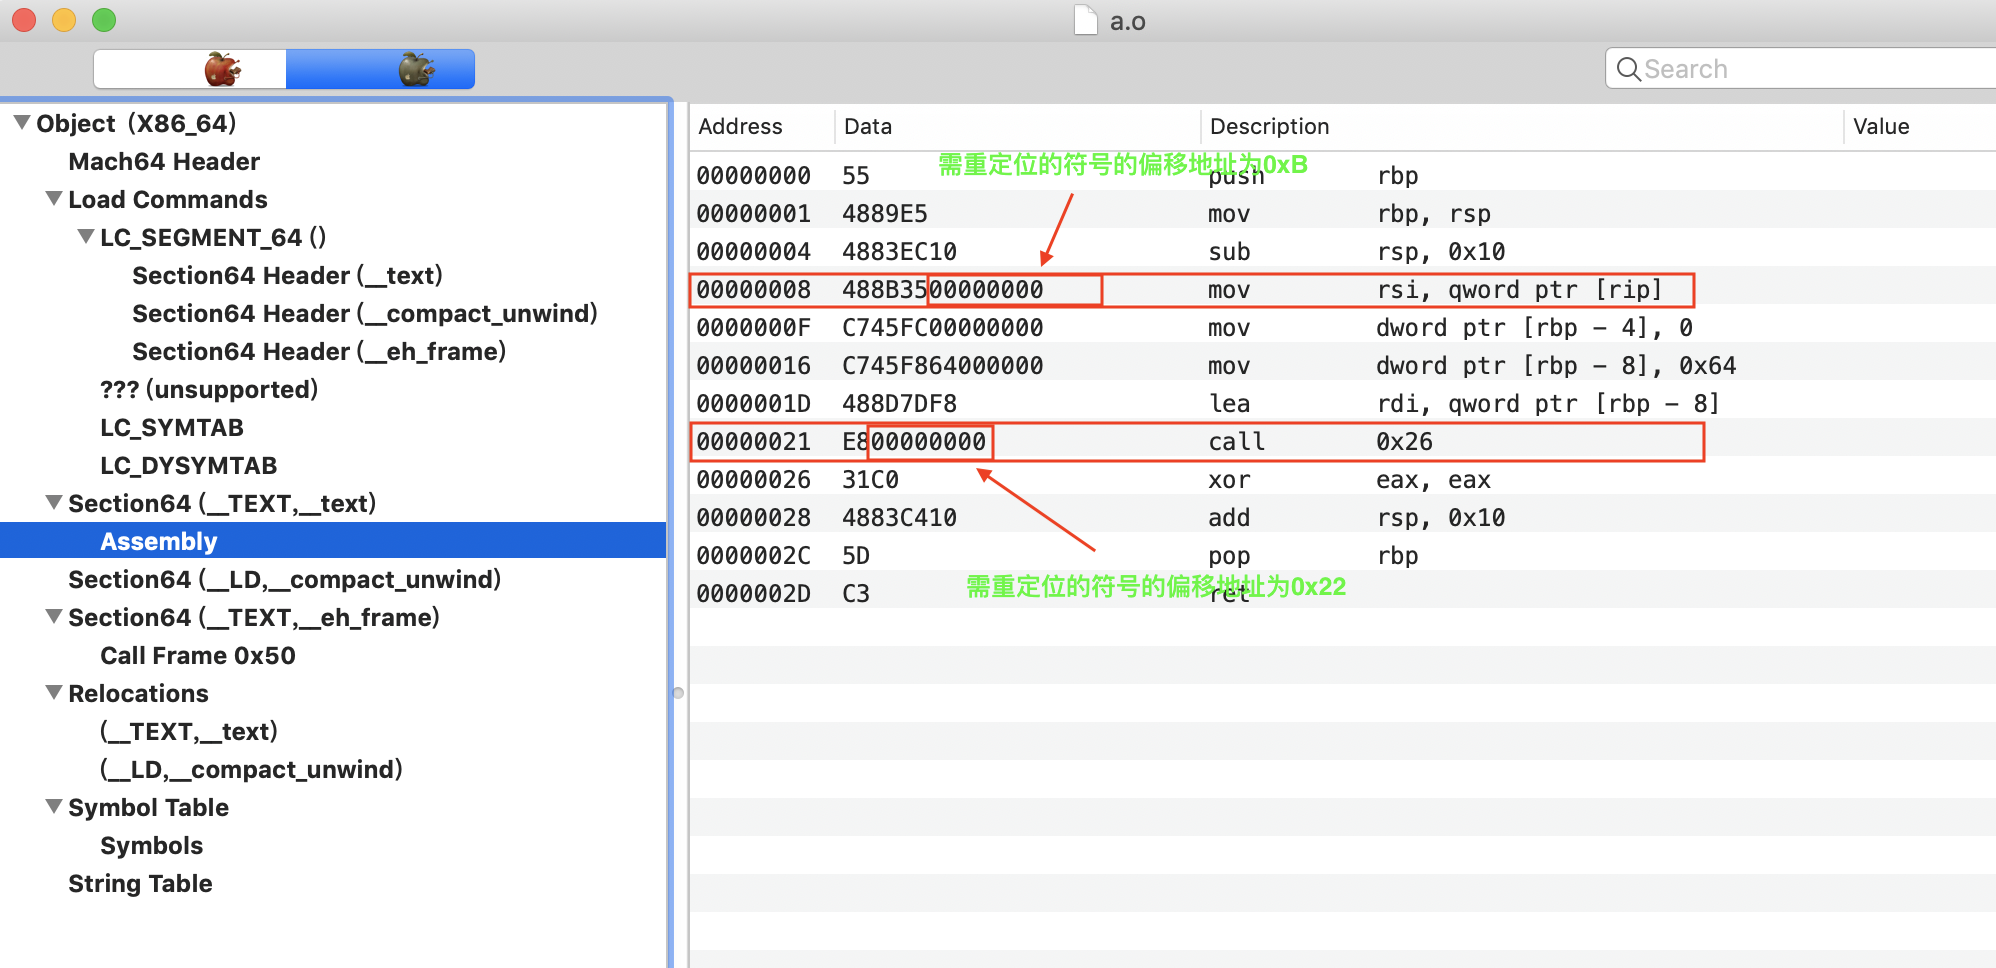 a.o
Search
Object (X86_64)
Mach64 Header
Load Commands
LC_SEGMENT_64 ()
Section64 Header (__text)
Section64 Header (__compact_unwind)
Section64 Header (__eh_frame)
??? (unsupported)
LC_SYMTAB
LC_DYSYMTAB
Section64 (__TEXT,__text)
Assembly
Section64 (__LD,__compact_unwind)
Section64 (__TEXT,__eh_frame)
Call Frame 0x50
Relocations
(__TEXT,__text)
(__LD,__compact_unwind)
Symbol Table
Symbols
String Table
Address Data Description Value
需重定位的符号的偏移地址为0xB
00000000 55 push rbp
00000001 4889E5 mov rbp, rsp
00000004 4883EC10 sub rsp, 0x10
00000008 488B3500000000 mov rsi, qword ptr [rip]
0000000F C745FC00000000 mov dword ptr [rbp - 4], 0
00000016 C745F864000000 mov dword ptr [rbp - 8], 0x64
0000001D 488D7DF8 lea rdi, qword ptr [rbp - 8]
00000021 E800000000 call 0x26
00000026 31C0 xor eax, eax
00000028 4883C410 add rsp, 0x10
0000002C 5D pop rbp
需重定位的符号的偏移地址为0x22
0000002D C3 ret